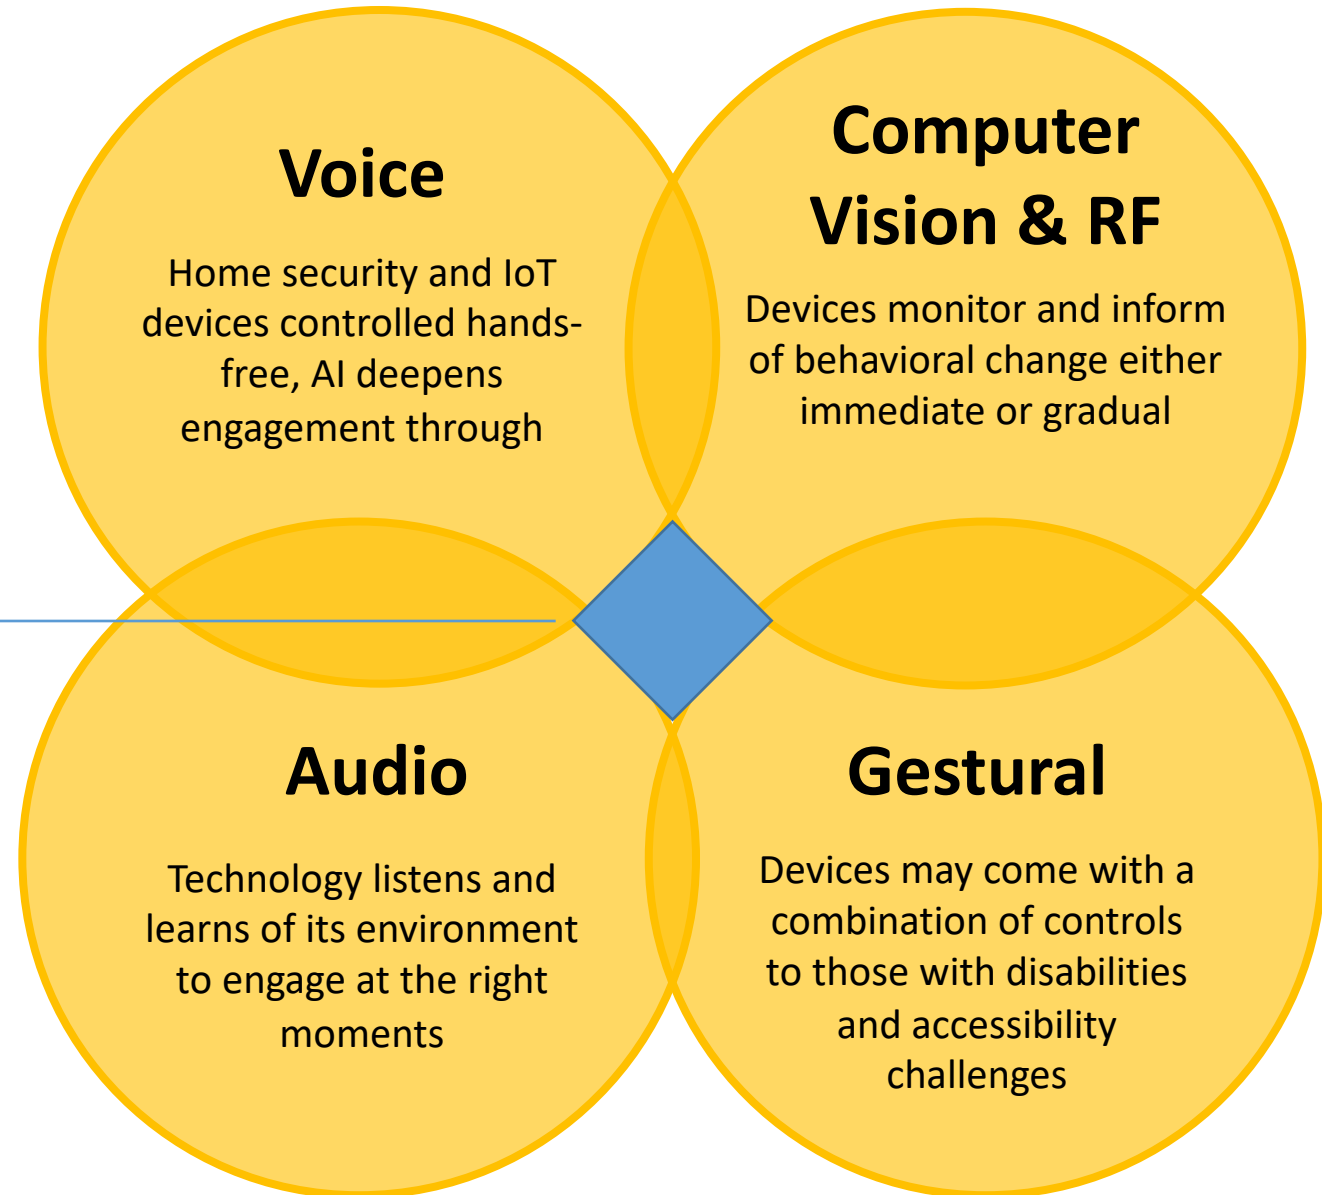 Voice
Home security and IoT
devices controlled hands-
free, AI deepens
engagement through
Computer
Vision & RF
Devices monitor and inform
of behavioral change either
immediate or gradual
Audio
Technology listens and
learns of its environment
to engage at the right
moments
Gestural
Devices may come with a
combination of controls
to those with disabilities
and accessibility
challenges